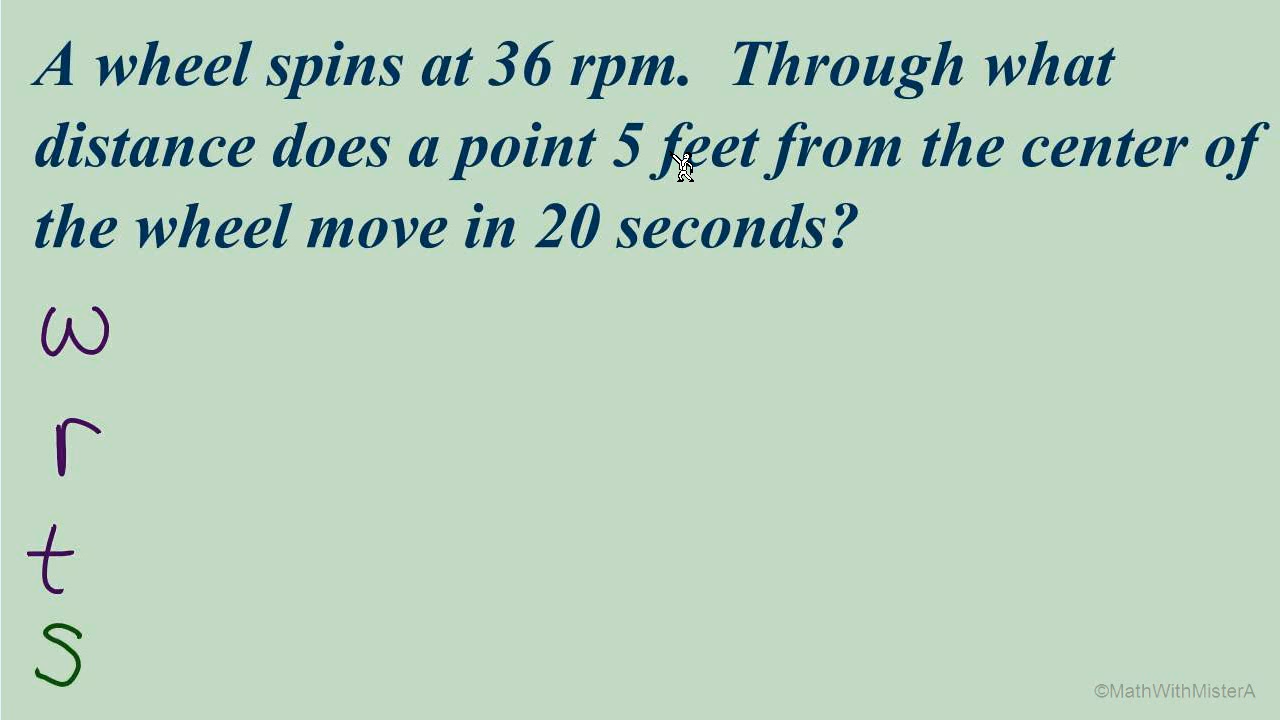 A wheel spins at 36 rpm. Through what
distance does a point 5 feet from the center of
the wheel move in 20 seconds?
ω
r
t
s
©MathWithMisterA